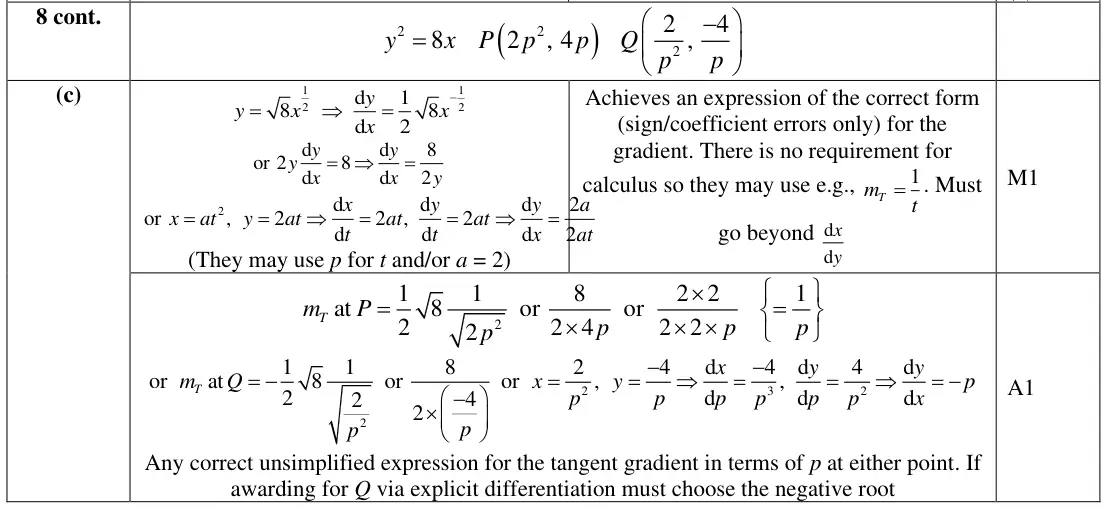 8 cont.
y² = 8x P(2p², 4p) Q(2/p², −4/p)
(c)
y = √8x^(1/2) ⇒ dy/dx = 1/2 √8x^(−1/2)
or 2y dy/dx = 8 ⇒ dy/dx = 8/2y
or x = at², y = 2at ⇒ dx/dt = 2at, dy/dt = 2at ⇒ dy/dx = 2a/2at
(They may use p for t and/or a = 2)
Achieves an expression of the correct form
(sign/coefficient errors only) for the
gradient. There is no requirement for
calculus so they may use e.g., m_T = 1/t. Must
go beyond dx/dy
M1
m_T at P = 1/2 √8 1/√(2p²) or 8/(2×4p) or (2×2)/(2×2×p) {= 1/p}
or m_T at Q = −1/2 √8 1/√(2/p²) or 8/(2×(−4/p)) or x = 2/p², y = −4/p ⇒ dx/dp = −4/p³, dy/dp = 4/p² ⇒ dy/dx = −p
Any correct unsimplified expression for the tangent gradient in terms of p at either point. If
awarding for Q via explicit differentiation must choose the negative root
A1